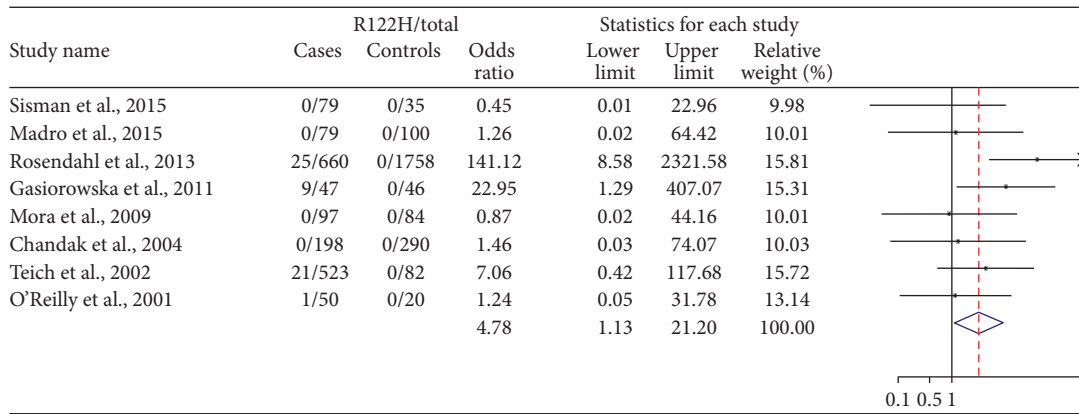 R122H/total Statistics for each study
Study name Cases Controls Odds ratio Lower limit Upper limit Relative weight (%)
Sisman et al., 2015 0/79 0/35 0.45 0.01 22.96 9.98
Madro et al., 2015 0/79 0/100 1.26 0.02 64.42 10.01
Rosendahl et al., 2013 25/660 0/1758 141.12 8.58 2321.58 15.81
Gasiorowska et al., 2011 9/47 0/46 22.95 1.29 407.07 15.31
Mora et al., 2009 0/97 0/84 0.87 0.02 44.16 10.01
Chandak et al., 2004 0/198 0/290 1.46 0.03 74.07 10.03
Teich et al., 2002 21/523 0/82 7.06 0.42 117.68 15.72
O'Reilly et al., 2001 1/50 0/20 1.24 0.05 31.78 13.14
4.78 1.13 21.20 100.00
0.1 0.5 1